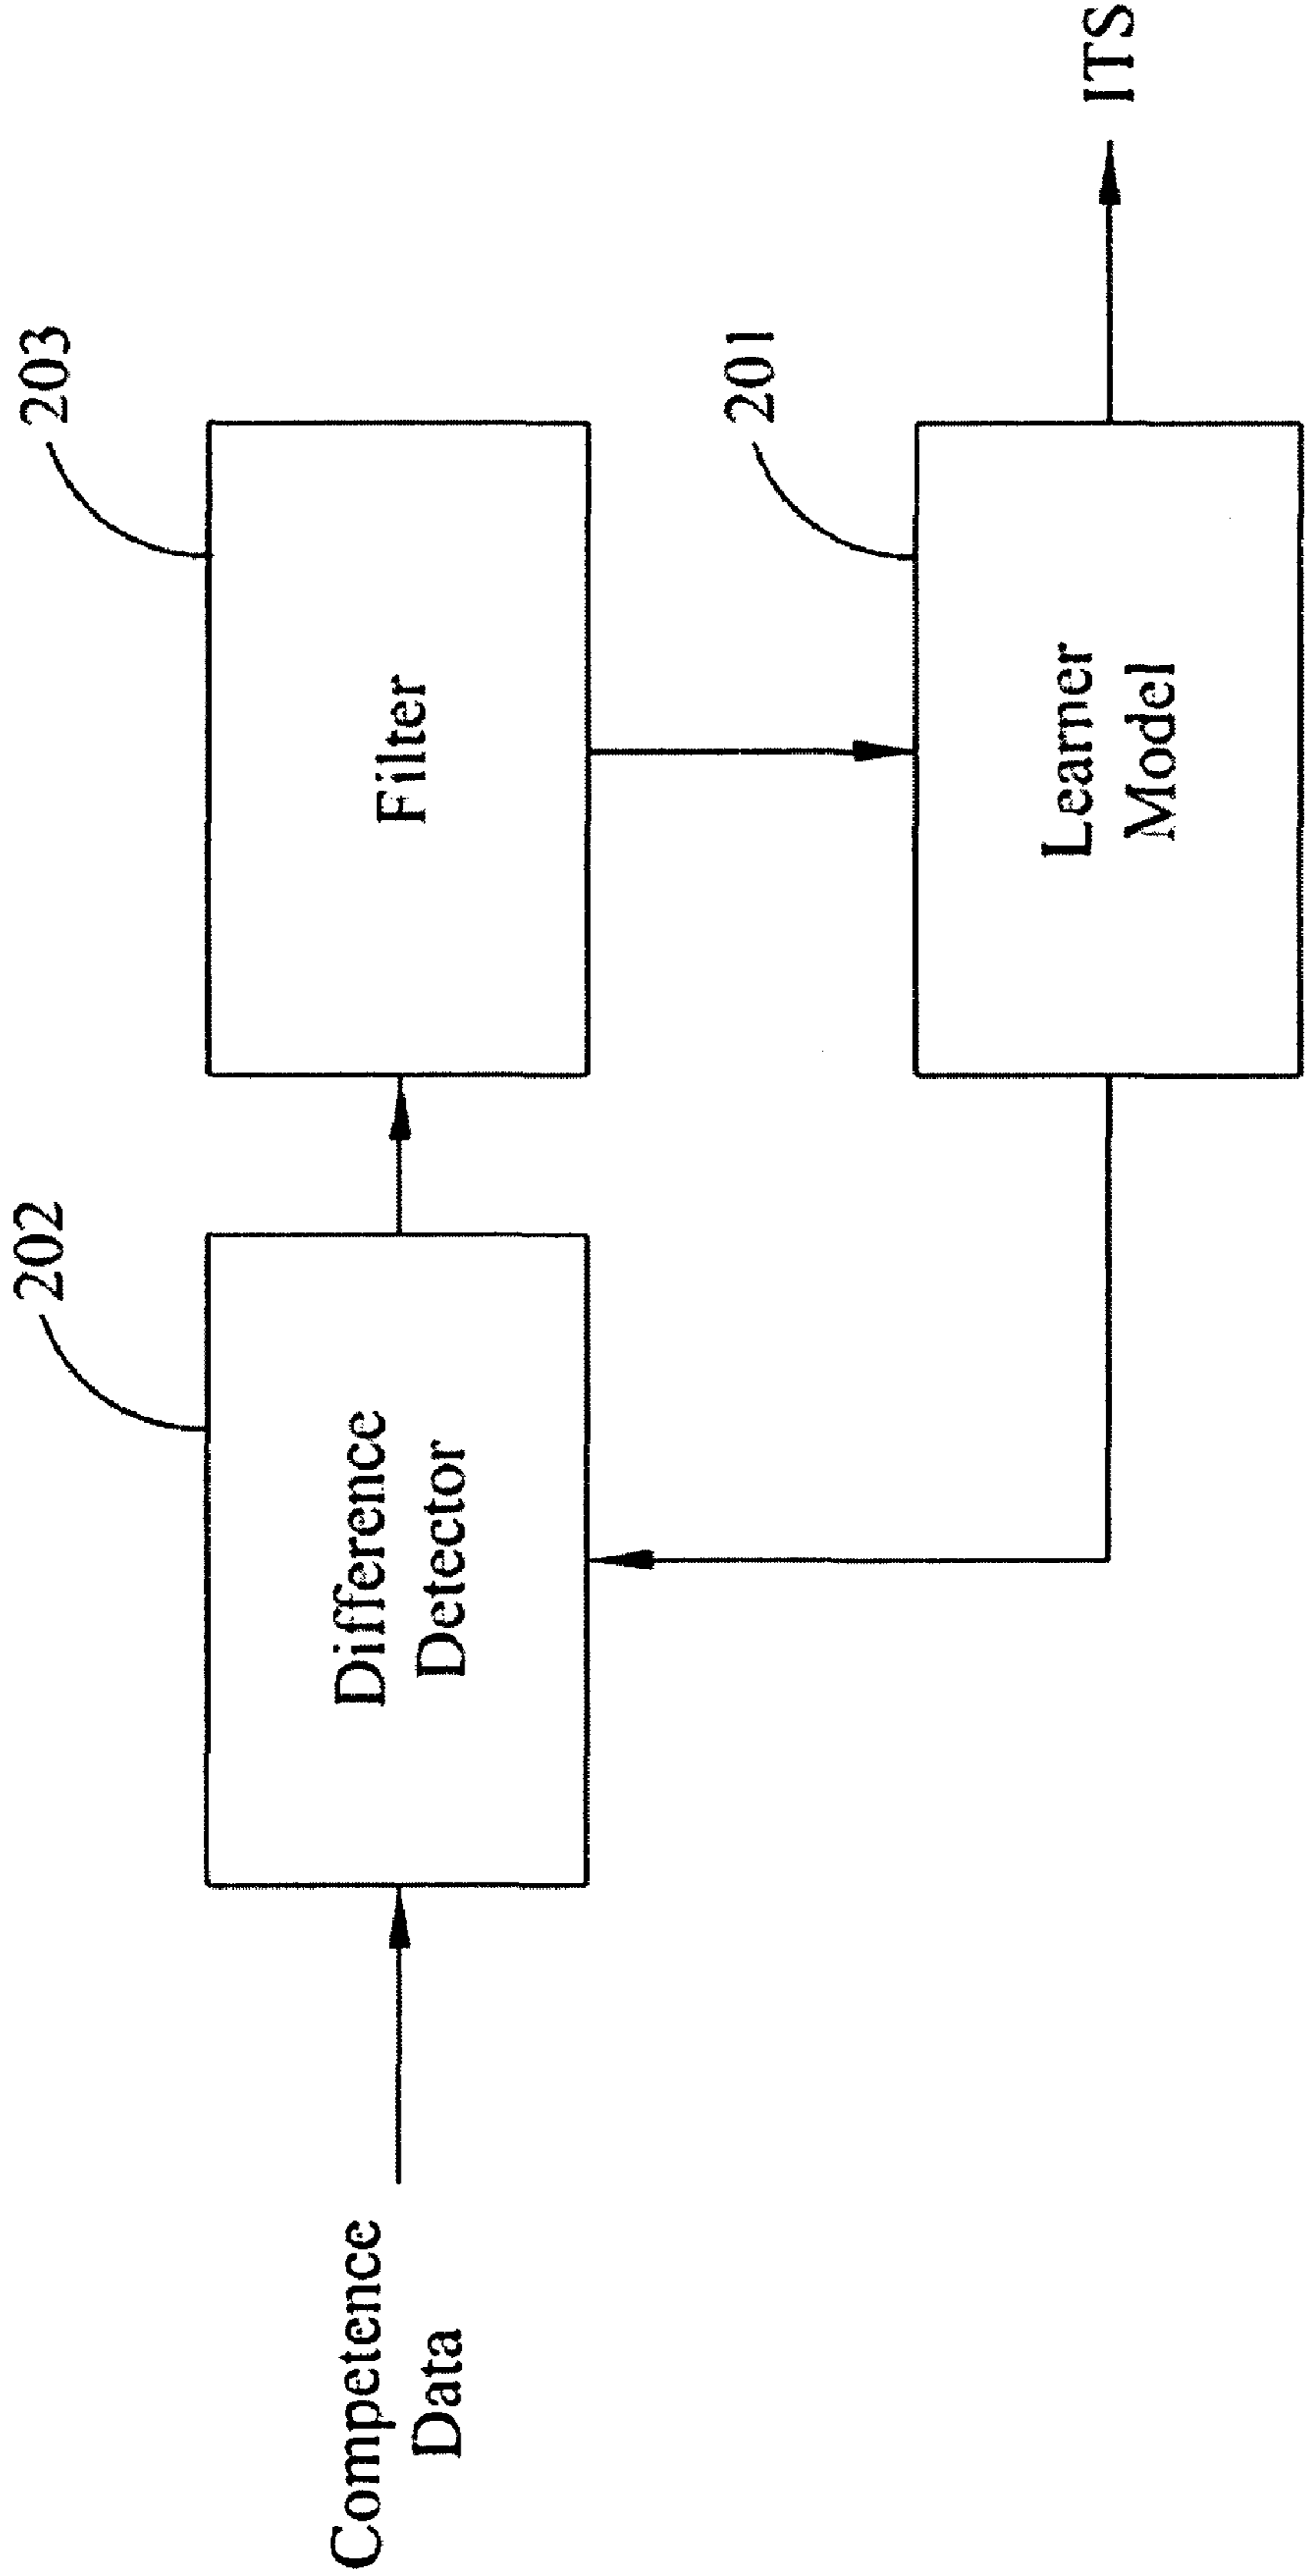 202
203
Difference
Detector
Filter
Competence
Data
201
Learner
Model
ITS